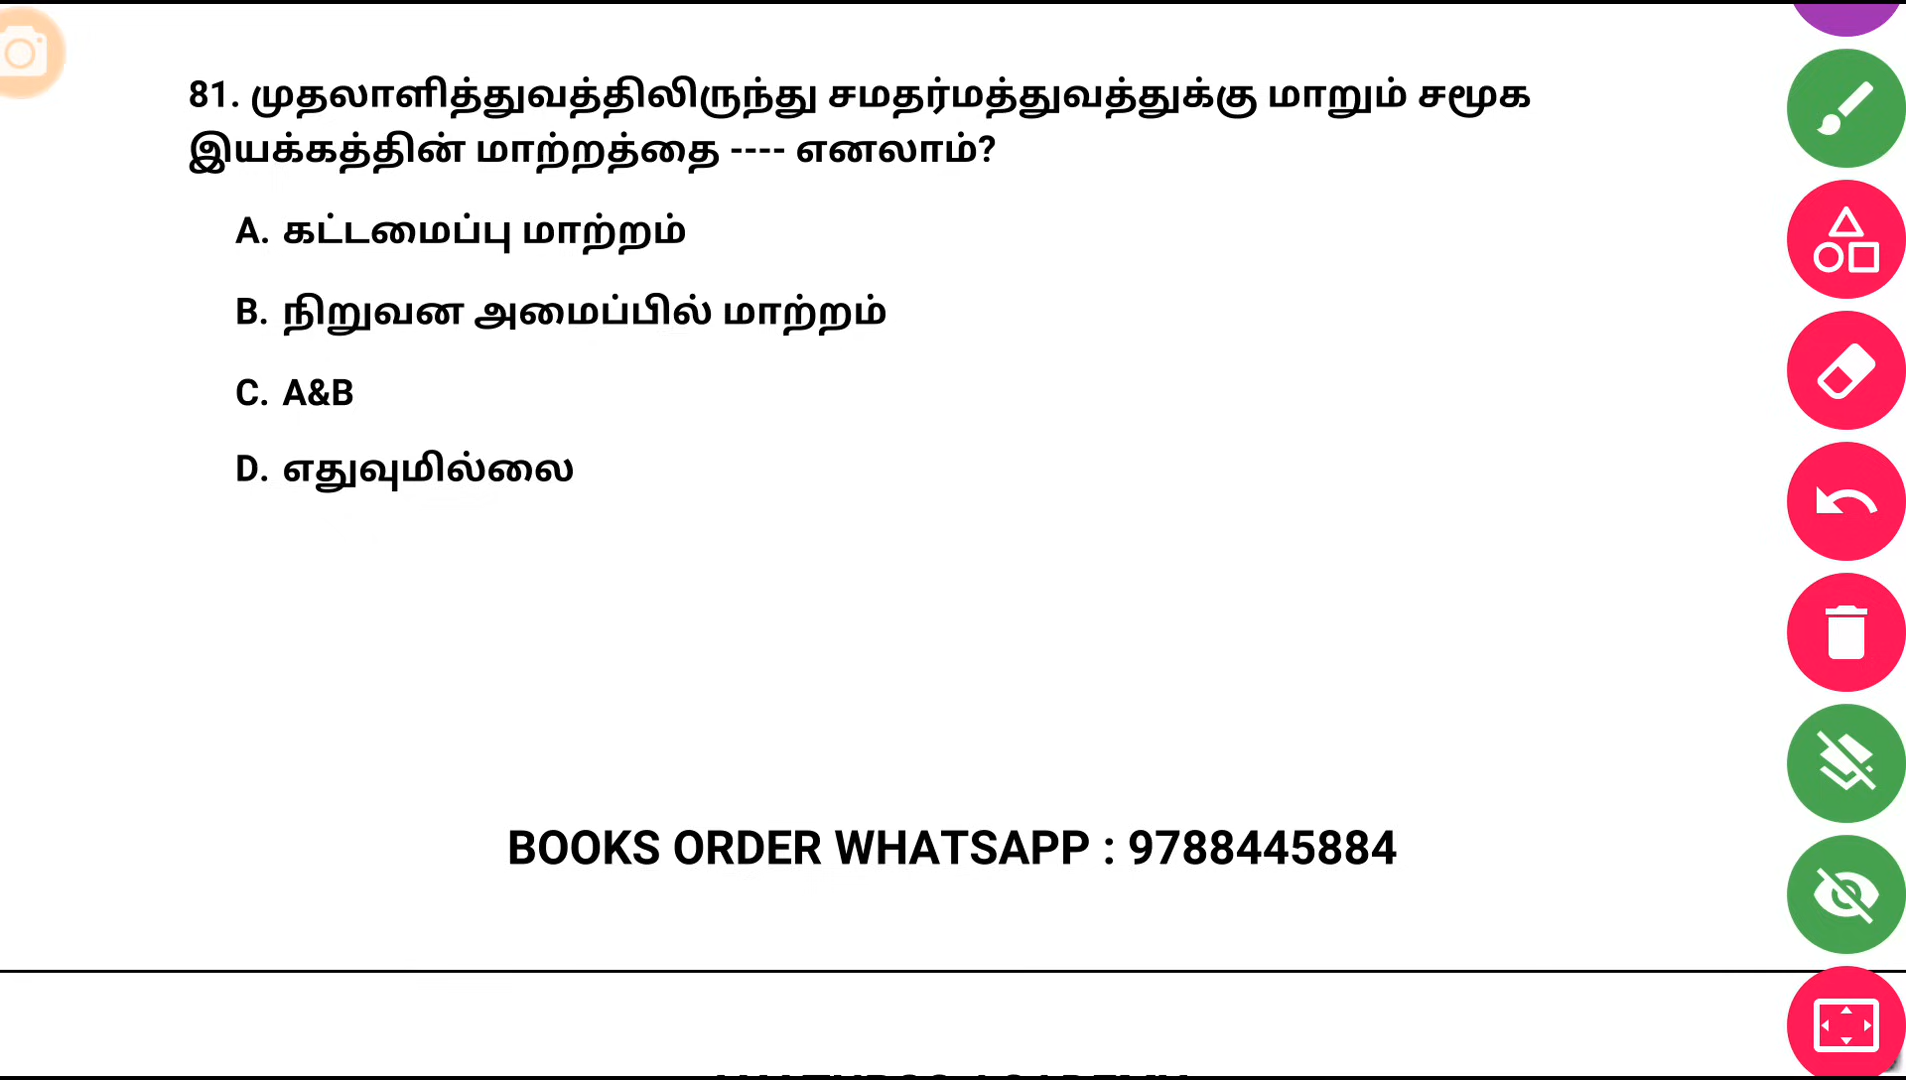 81. முதலாளித்துவத்திலிருந்து சமதர்மத்துவத்துக்கு மாறும் சமூக
இயக்கத்தின் மாற்றத்தை ---- எனலாம்?
A. கட்டமைப்பு மாற்றம்
B. நிறுவன அமைப்பில் மாற்றம்
C. A&B
D. எதுவுமில்லை
BOOKS ORDER WHATSAPP : 9788445884